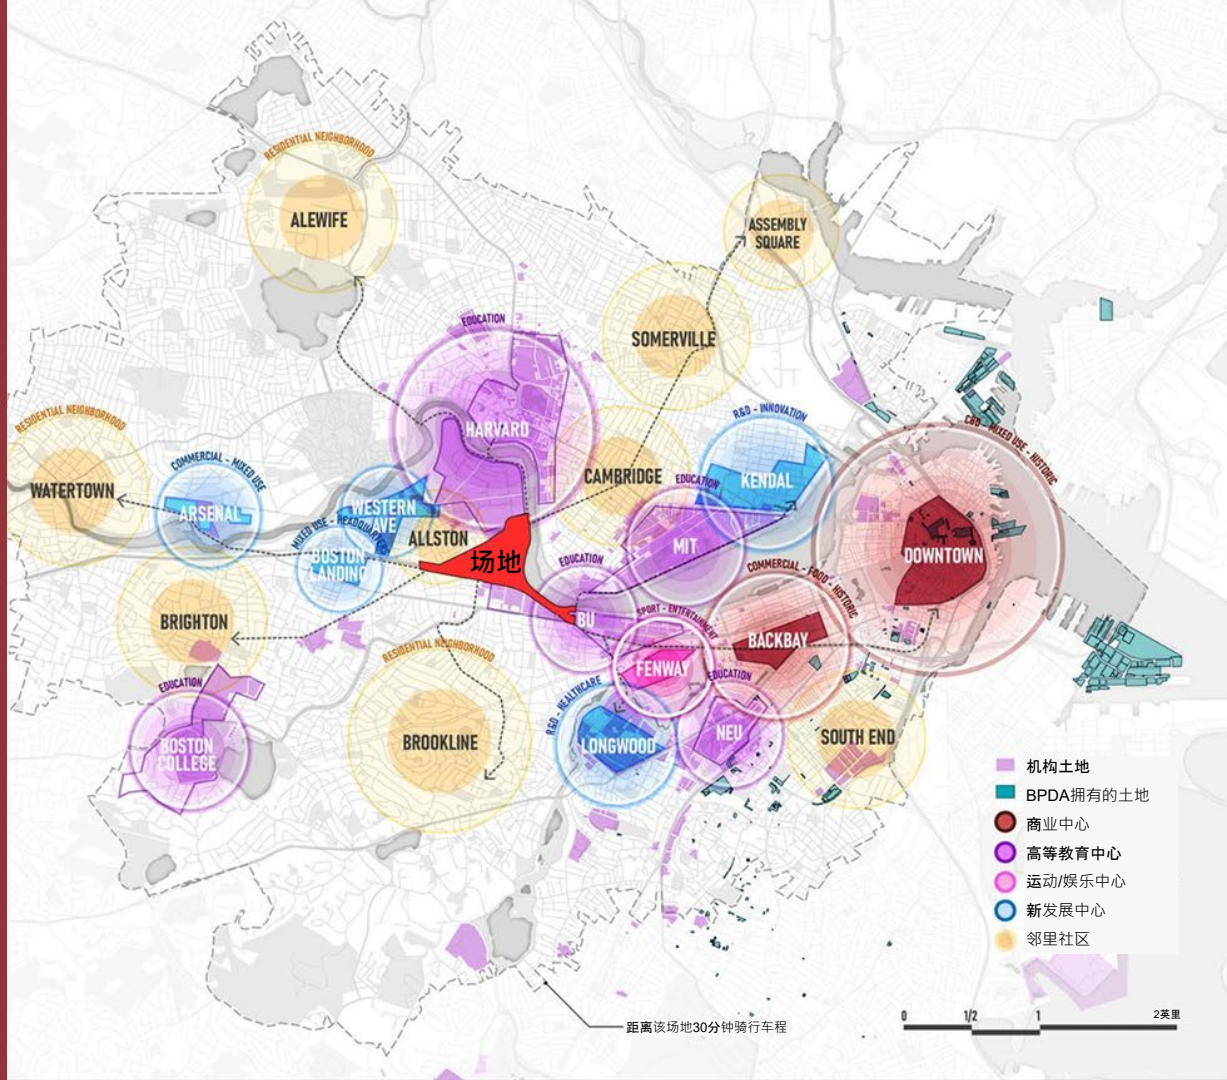 RESIDENTIAL NEIGHBORHOOD
ALEWIFE
ASSEMBLY
SQUARE
EDUCATION
SOMERVILLE
RESIDENTIAL NEIGHBORHOOD
WATERTOWN
COMMERCIAL - MIXED USE
ARSENAL
HARVARD
R&D - INNOVATION
KENDAL
CBD - MIXED USE - HISTORIC
CAMBRIDGE
EDUCATION
WESTERN
AVE
MIXED USE - HEADQUARTERS
ALLSTON
BOSTON
LANDING
场地
MIT
DOWNTOWN
EDUCATION
COMMERCIAL - FOOD - HISTORIC
BRIGHTON
BU
SPORT - ENTERTAINMENT
BACKBAY
RESIDENTIAL NEIGHBORHOOD
FENWAY
EDUCATION
EDUCATION
R&D - HEALTHCARE
BOSTON
COLLEGE
BROOKLINE
LONGWOOD
NEU
SOUTH END
机构土地
BPDA拥有的土地
商业中心
高等教育中心
运动/娱乐中心
新发展中心
邻里社区
距离该场地30分钟骑行车程
0 1/2 1 2英里